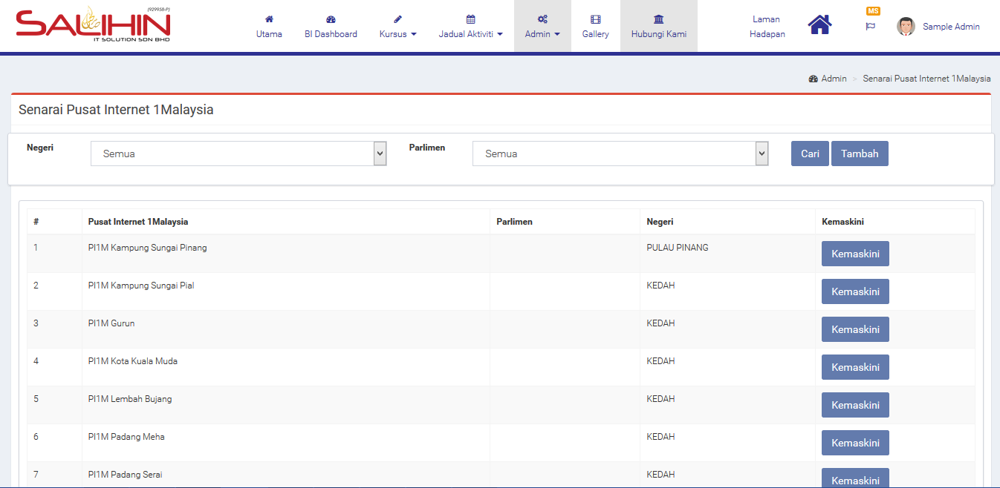 SALIHIN
(929958-P)
IT SOLUTION SDN BHD
Utama
BI Dashboard
Kursus
Jadual Aktiviti
Admin
Gallery
Hubungi Kami
Laman
Hadapan
MS
Sample Admin
Admin > Senarai Pusat Internet 1Malaysia
Senarai Pusat Internet 1Malaysia
Negeri Semua Parlimen Semua Cari Tambah
# Pusat Internet 1Malaysia Parlimen Negeri Kemaskini
1 PI1M Kampung Sungai Pinang PULAU PINANG Kemaskini
2 PI1M Kampung Sungai Pial KEDAH Kemaskini
3 PI1M Gurun KEDAH Kemaskini
4 PI1M Kota Kuala Muda KEDAH Kemaskini
5 PI1M Lembah Bujang KEDAH Kemaskini
6 PI1M Padang Meha KEDAH Kemaskini
7 PI1M Padang Serai KEDAH Kemaskini